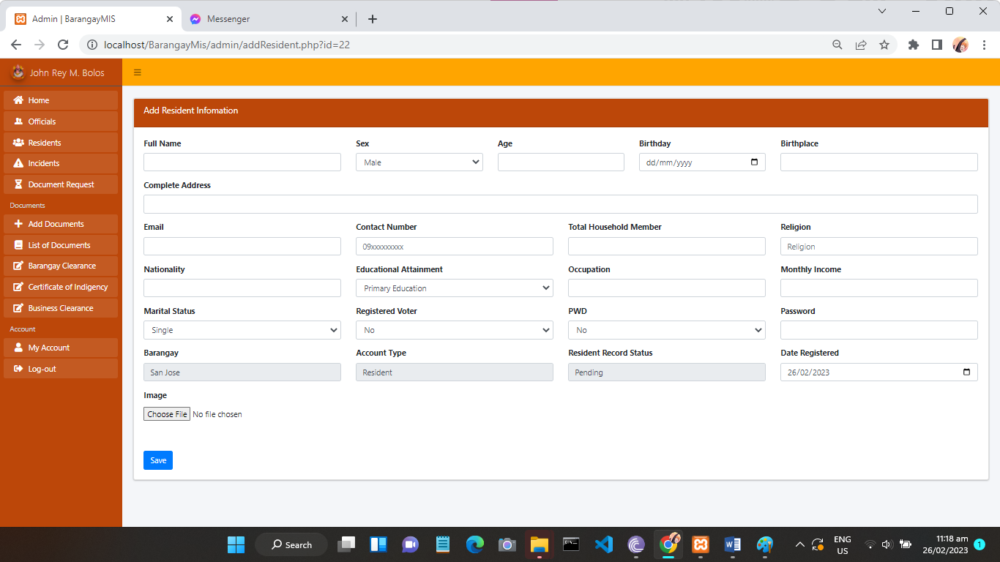 Admin | BarangayMIS
Messenger
localhost/BarangayMis/admin/addResident.php?id=22
John Rey M. Bolos
Home
Officials
Residents
Incidents
Document Request
Documents
Add Documents
List of Documents
Barangay Clearance
Certificate of Indigency
Business Clearance
Account
My Account
Log-out
Add Resident Infomation
Full Name Sex Age Birthday Birthplace
Male dd/mm/yyyy
Complete Address
Email Contact Number Total Household Member Religion
09xxxxxxxxx Religion
Nationality Educational Attainment Occupation Monthly Income
Primary Education
Marital Status Registered Voter PWD Password
Single No No
Barangay Account Type Resident Record Status Date Registered
San Jose Resident Pending 26/02/2023
Image
Choose File No file chosen
Save
Search
ENG
US
11:18 am
26/02/2023
1